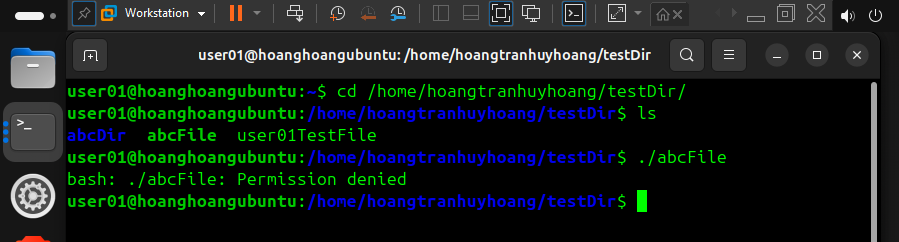 Workstation
user01@hoanghoangubuntu: /home/hoangtranhuyhoang/testDir
user01@hoanghoangubuntu:~$ cd /home/hoangtranhuyhoang/testDir/
user01@hoanghoangubuntu:/home/hoangtranhuyhoang/testDir$ ls
abcDir  abcFile  user01TestFile
user01@hoanghoangubuntu:/home/hoangtranhuyhoang/testDir$ ./abcFile
bash: ./abcFile: Permission denied
user01@hoanghoangubuntu:/home/hoangtranhuyhoang/testDir$